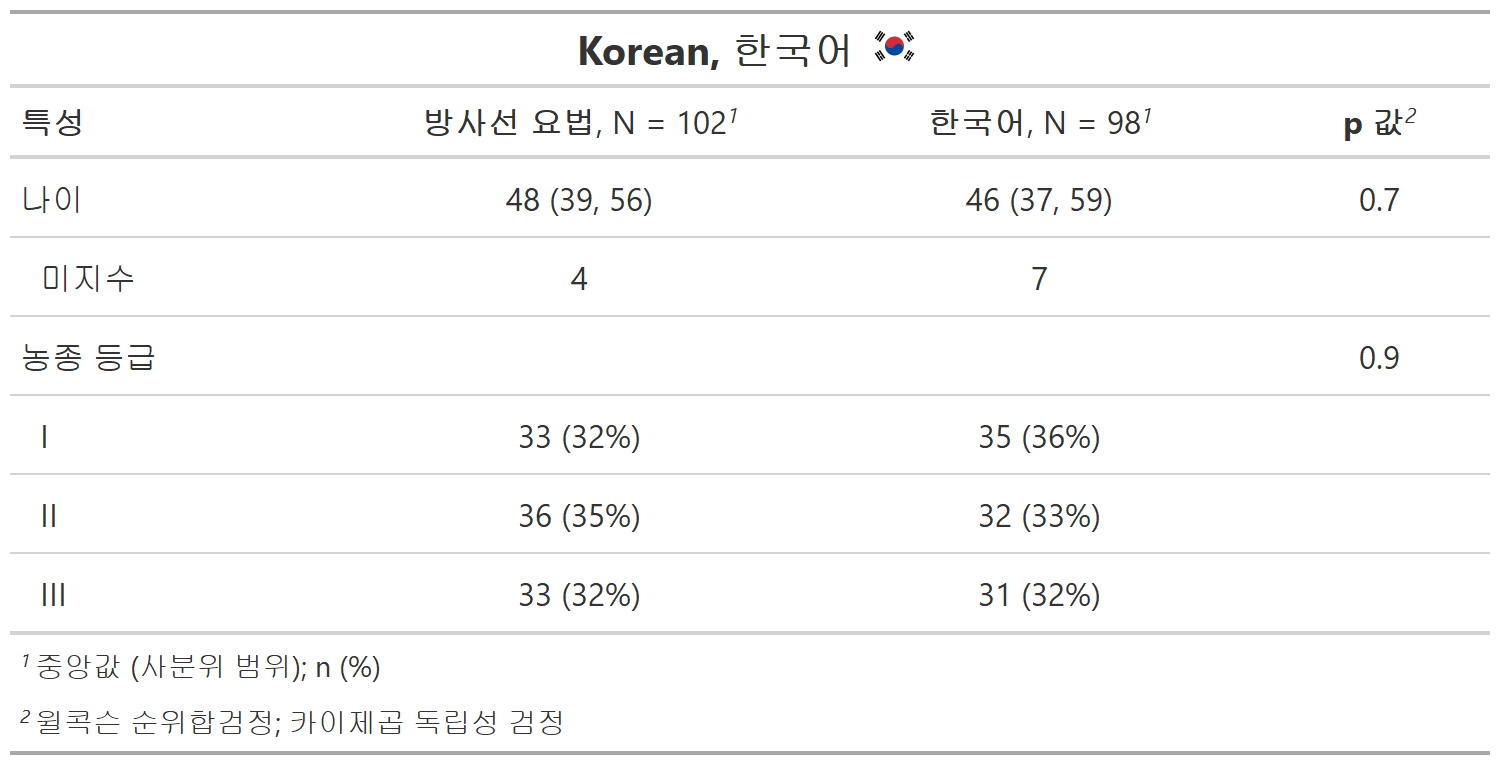 Korean, 한국어 🇰🇷
특성 방사선 요법, N = 102¹ 한국어, N = 98¹ p 값²
나이 48 (39, 56) 46 (37, 59) 0.7
미지수 4 7
농종 등급 0.9
I 33 (32%) 35 (36%)
II 36 (35%) 32 (33%)
III 33 (32%) 31 (32%)
¹ 중앙값 (사분위 범위); n (%)
² 윌콕슨 순위합검정; 카이제곱 독립성 검정